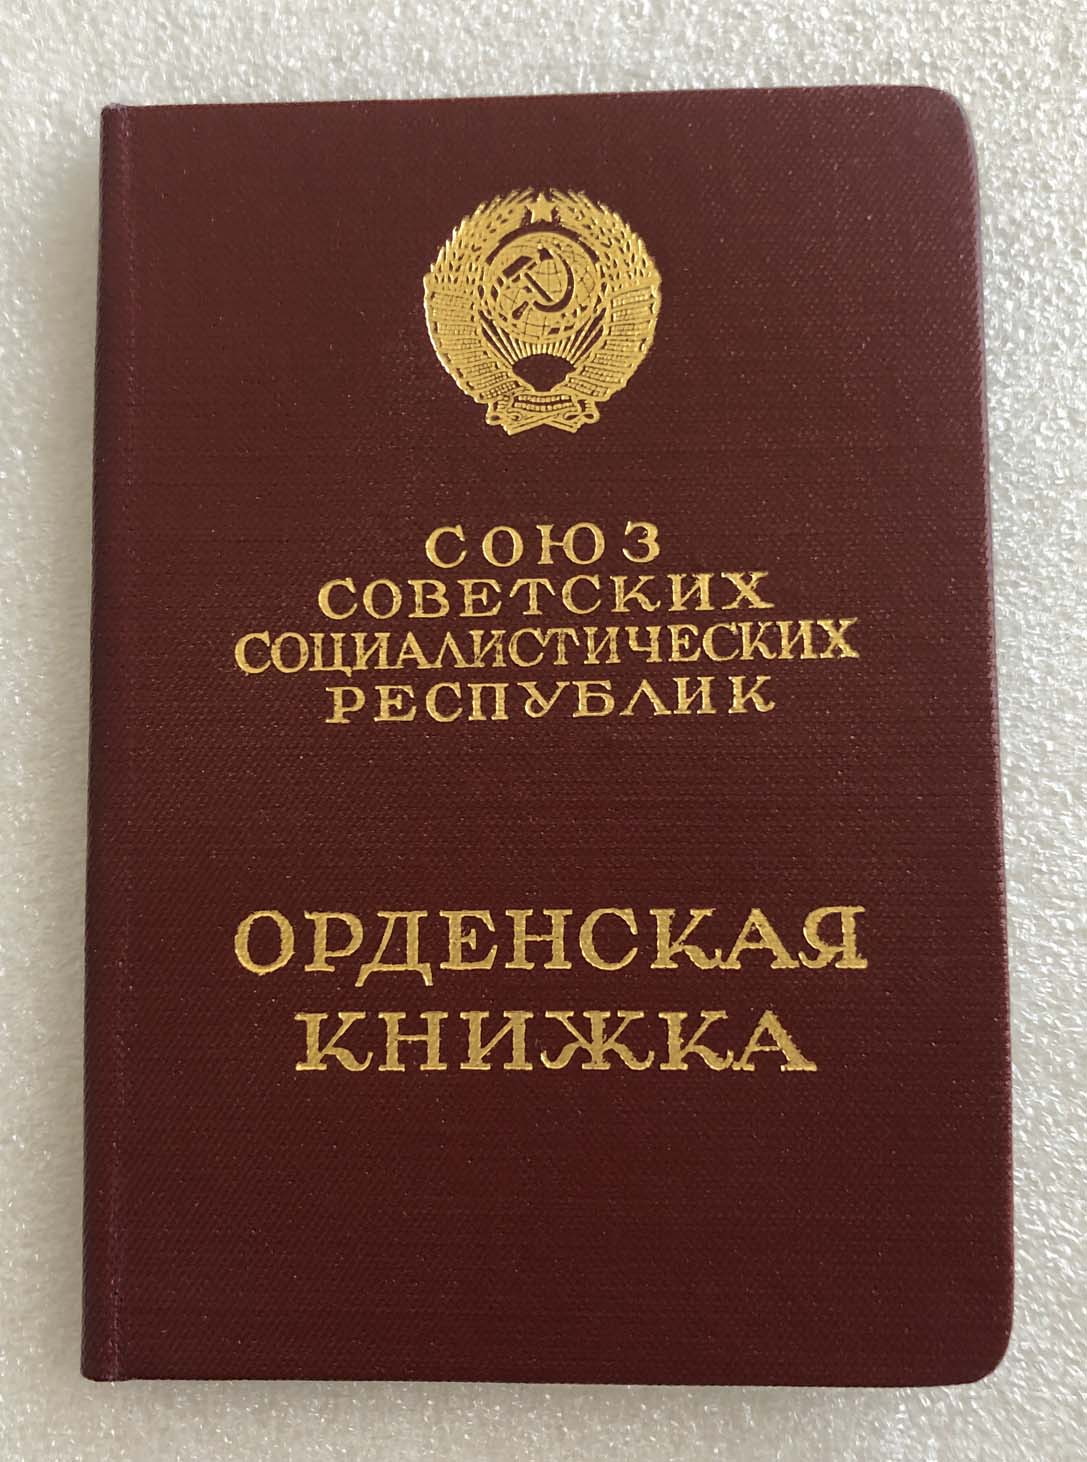 СОЮЗ
СОВЕТСКИХ
СОЦИАЛИСТИЧЕСКИХ
РЕСПУБЛИК
ОРДЕНСКАЯ
КНИЖКА